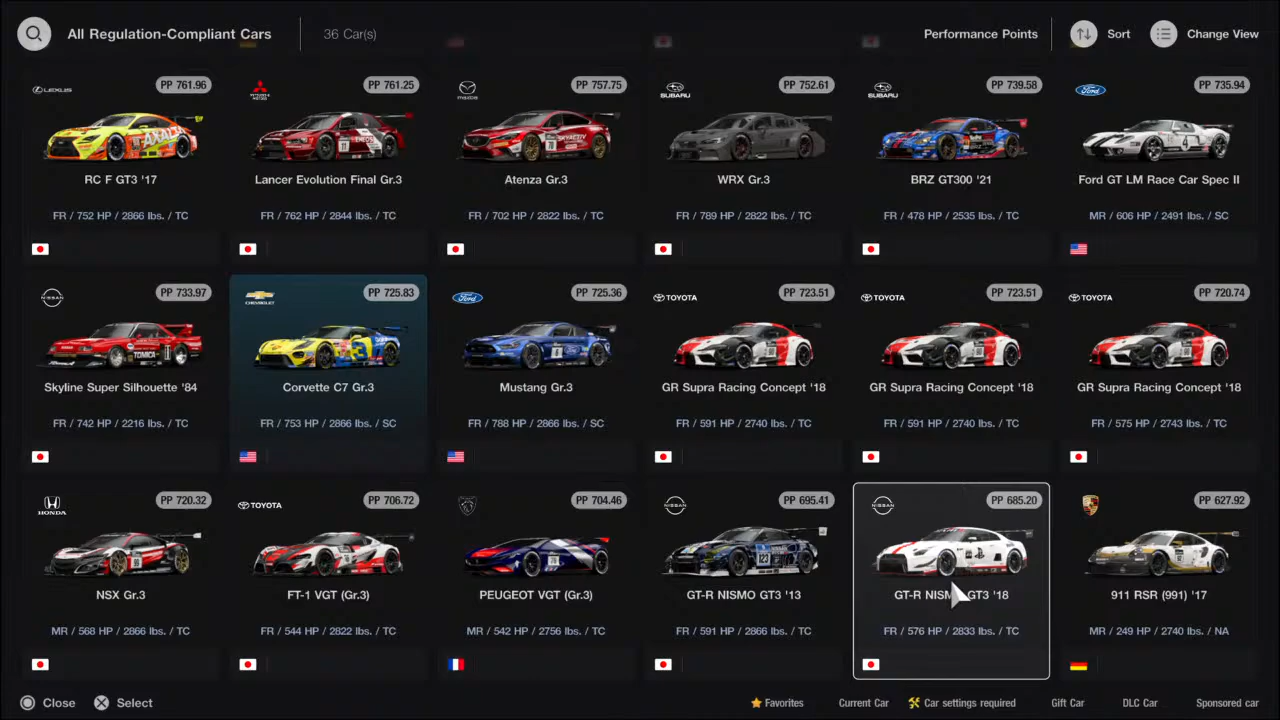 All Regulation-Compliant Cars
36 Car(s)
Performance Points
Sort
Change View
LEXUS
PP 761.96
RC F GT3 '17
FR / 752 HP / 2866 lbs. / TC
PP 761.25
Lancer Evolution Final Gr.3
FR / 762 HP / 2844 lbs. / TC
PP 757.75
Atenza Gr.3
FR / 702 HP / 2822 lbs. / TC
SUBARU
PP 752.61
WRX Gr.3
FR / 789 HP / 2822 lbs. / TC
SUBARU
PP 739.58
BRZ GT300 '21
FR / 478 HP / 2535 lbs. / TC
Ford
PP 735.94
Ford GT LM Race Car Spec II
MR / 606 HP / 2491 lbs. / SC
NISSAN
PP 733.97
Skyline Super Silhouette '84
FR / 742 HP / 2216 lbs. / TC
CHEVROLET
PP 725.83
Corvette C7 Gr.3
FR / 753 HP / 2866 lbs. / SC
Ford
PP 725.36
Mustang Gr.3
FR / 788 HP / 2866 lbs. / SC
TOYOTA
PP 723.51
GR Supra Racing Concept '18
FR / 591 HP / 2740 lbs. / TC
TOYOTA
PP 723.51
GR Supra Racing Concept '18
FR / 591 HP / 2740 lbs. / TC
TOYOTA
PP 720.74
GR Supra Racing Concept '18
FR / 575 HP / 2743 lbs. / TC
HONDA
PP 720.32
NSX Gr.3
MR / 568 HP / 2866 lbs. / TC
TOYOTA
PP 706.72
FT-1 VGT (Gr.3)
FR / 544 HP / 2822 lbs. / TC
PP 704.46
PEUGEOT VGT (Gr.3)
MR / 542 HP / 2756 lbs. / TC
NISSAN
PP 695.41
GT-R NISMO GT3 '13
FR / 591 HP / 2866 lbs. / TC
NISSAN
PP 685.20
GT-R NISM GT3 '18
FR / 576 HP / 2833 lbs. / TC
PP 627.92
911 RSR (991) '17
MR / 249 HP / 2740 lbs. / NA
Close
Select
Favorites
Current Car
Car settings required
Gift Car
DLC Car
Sponsored car